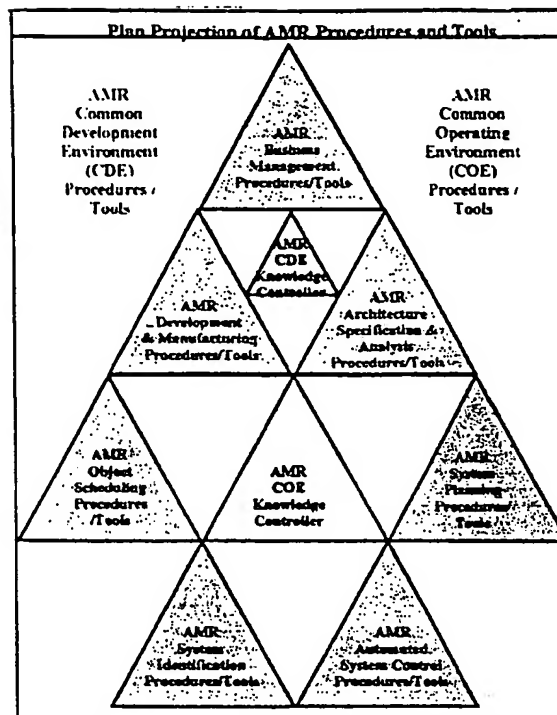 Plan Projection of AMR Procedures and Tools
AMR
Common
Development
Environment
(CDE)
Procedures /
Tools
AMR
Common
Operating
Environment
(COE)
Procedures /
Tools
AMR
Business
Management
Procedures/Tools
AMR
CDE
Knowledge
Controller
AMR
Development
& Manufacturing
Procedures/Tools
AMR
Architecture
Specification &
Analysis
Procedures/Tools
AMR
Object
Scheduling
Procedures
/Tools
AMR
COE
Knowledge
Controller
AMR
System
Planning
Procedures/
Tools
AMR
System
Identification
Procedures/Tools
AMR
Automated
System Control
Procedures/Tools